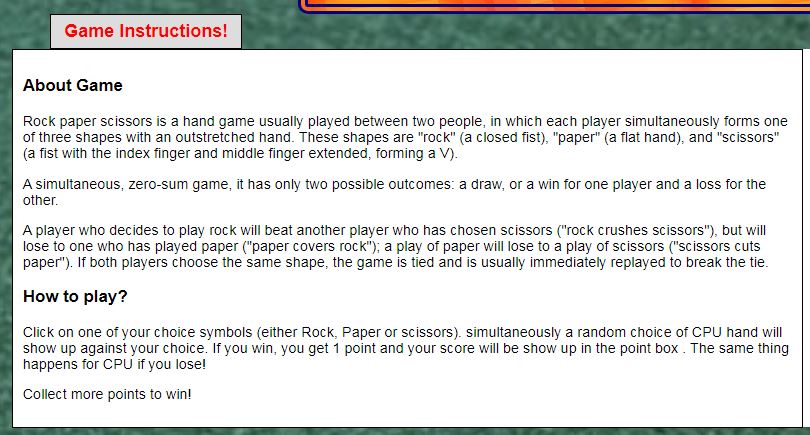 Game Instructions!
About Game
Rock paper scissors is a hand game usually played between two people, in which each player simultaneously forms one
of three shapes with an outstretched hand. These shapes are "rock" (a closed fist), "paper" (a flat hand), and "scissors"
(a fist with the index finger and middle finger extended, forming a V).
A simultaneous, zero-sum game, it has only two possible outcomes: a draw, or a win for one player and a loss for the
other.
A player who decides to play rock will beat another player who has chosen scissors ("rock crushes scissors"), but will
lose to one who has played paper ("paper covers rock"); a play of paper will lose to a play of scissors ("scissors cuts
paper"). If both players choose the same shape, the game is tied and is usually immediately replayed to break the tie.
How to play?
Click on one of your choice symbols (either Rock, Paper or scissors). simultaneously a random choice of CPU hand will
show up against your choice. If you win, you get 1 point and your score will be show up in the point box . The same thing
happens for CPU if you lose!
Collect more points to win!